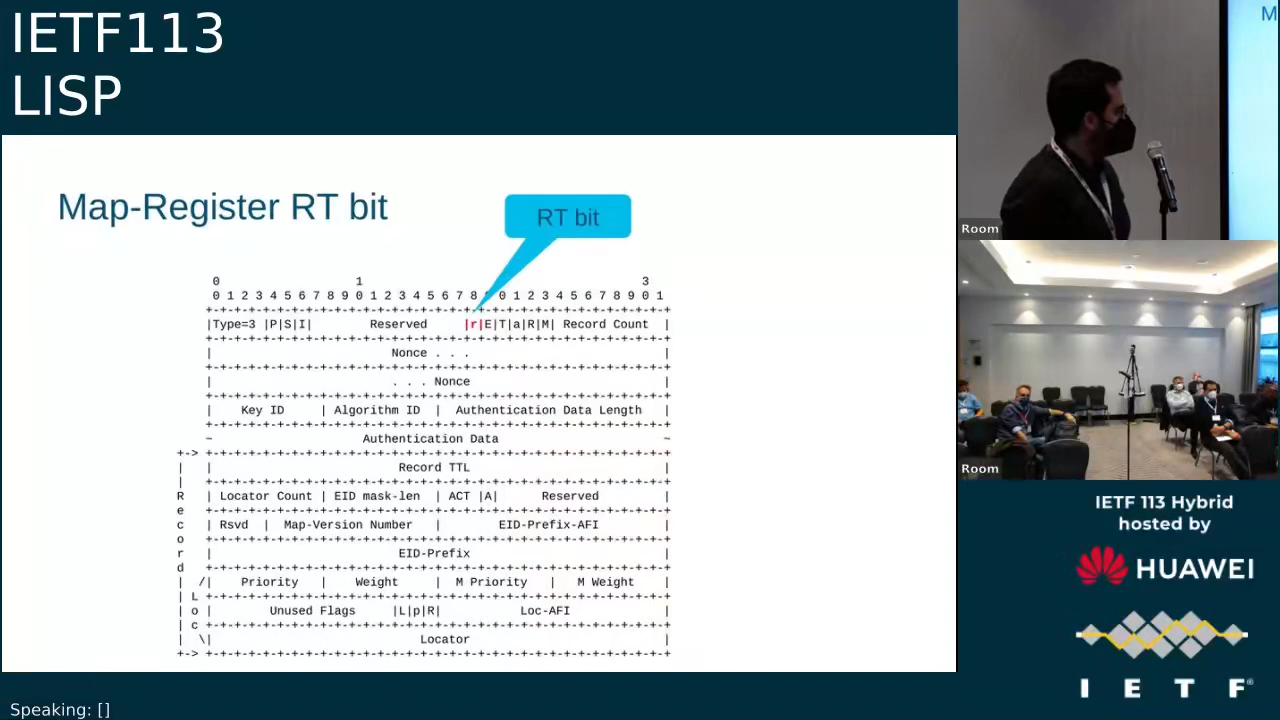 IETF113
LISP
M
Map-Register RT bit
RT bit
0 1 3
0 1 2 3 4 5 6 7 8 9 0 1 2 3 4 5 6 7 8 0 1 2 3 4 5 6 7 8 9 0 1
+-+-+-+-+-+-+-+-+-+-+-+-+-+-+-+-+-+-+-+-+-+-+-+-+-+-+-+-+-+-+-+-+
|Type=3 |P|S|I| Reserved |r|E|T|a|R|M| Record Count |
+-+-+-+-+-+-+-+-+-+-+-+-+-+-+-+-+-+-+-+-+-+-+-+-+-+-+-+-+-+-+-+-+
| Nonce . . . |
+-+-+-+-+-+-+-+-+-+-+-+-+-+-+-+-+-+-+-+-+-+-+-+-+-+-+-+-+-+-+-+-+
| . . . Nonce |
+-+-+-+-+-+-+-+-+-+-+-+-+-+-+-+-+-+-+-+-+-+-+-+-+-+-+-+-+-+-+-+-+
| Key ID | Algorithm ID | Authentication Data Length |
+-+-+-+-+-+-+-+-+-+-+-+-+-+-+-+-+-+-+-+-+-+-+-+-+-+-+-+-+-+-+-+-+
~ Authentication Data ~
+-> +-+-+-+-+-+-+-+-+-+-+-+-+-+-+-+-+-+-+-+-+-+-+-+-+-+-+-+-+-+-+-+-+
| | Record TTL |
| +-+-+-+-+-+-+-+-+-+-+-+-+-+-+-+-+-+-+-+-+-+-+-+-+-+-+-+-+-+-+-+-+
R | Locator Count | EID mask-len | ACT |A| Reserved |
e +-+-+-+-+-+-+-+-+-+-+-+-+-+-+-+-+-+-+-+-+-+-+-+-+-+-+-+-+-+-+-+-+
c | Rsvd | Map-Version Number | EID-Prefix-AFI |
o +-+-+-+-+-+-+-+-+-+-+-+-+-+-+-+-+-+-+-+-+-+-+-+-+-+-+-+-+-+-+-+-+
r | EID-Prefix |
d +-+-+-+-+-+-+-+-+-+-+-+-+-+-+-+-+-+-+-+-+-+-+-+-+-+-+-+-+-+-+-+-+
| /| Priority | Weight | M Priority | M Weight |
| L +-+-+-+-+-+-+-+-+-+-+-+-+-+-+-+-+-+-+-+-+-+-+-+-+-+-+-+-+-+-+-+-+
| o | Unused Flags |L|p|R| Loc-AFI |
| c +-+-+-+-+-+-+-+-+-+-+-+-+-+-+-+-+-+-+-+-+-+-+-+-+-+-+-+-+-+-+-+-+
| \| Locator |
+-> +-+-+-+-+-+-+-+-+-+-+-+-+-+-+-+-+-+-+-+-+-+-+-+-+-+-+-+-+-+-+-+-+
Room
Room
IETF 113 Hybrid
hosted by
HUAWEI
I E T F®
Speaking: []